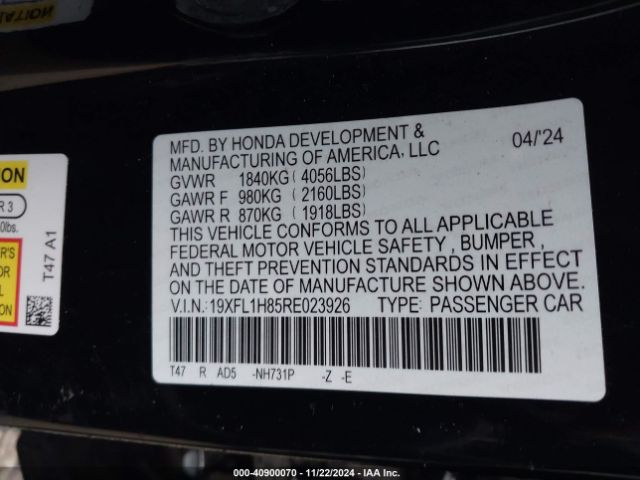 MFD. BY HONDA DEVELOPMENT & 04/'24
MANUFACTURING OF AMERICA, LLC
GVWR 1840KG (4056LBS)
GAWR F 980KG (2160LBS)
GAWR R 870KG (1918LBS)
THIS VEHICLE CONFORMS TO ALL APPLICABLE
FEDERAL MOTOR VEHICLE SAFETY , BUMPER ,
AND THEFT PREVENTION STANDARDS IN EFFECT
ON THE DATE OF MANUFACTURE SHOWN ABOVE.
V.I.N.:19XFL1H85RE023926 TYPE: PASSENGER CAR
T47 R AD5 -NH731P -Z -E
T47 A1
R 3
000-40900070 - 11/22/2024 - IAA Inc.